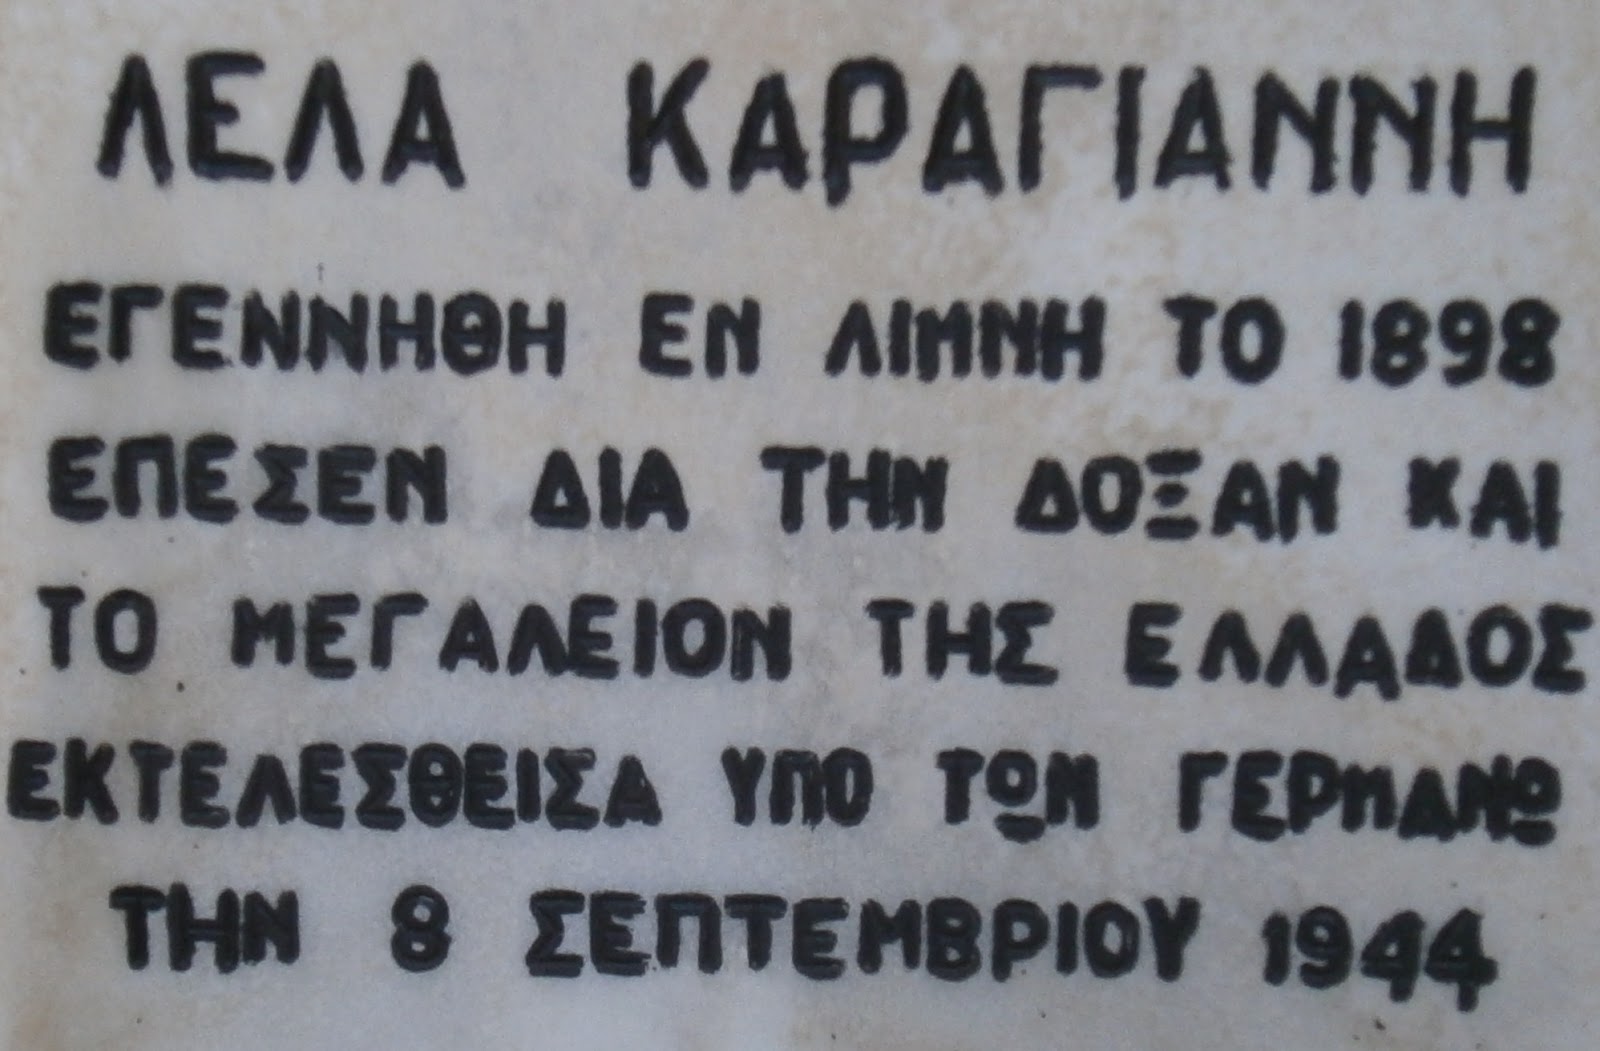 ΛΕΛΑ ΚΑΡΑΓΙΑΝΝΗ
ΕΓΕΝΝΗΘΗ ΕΝ ΛΙΜΝΗ ΤΟ 1898
ΕΠΕΣΕΝ ΔΙΑ ΤΗΝ ΔΟΞΑΝ ΚΑΙ
ΤΟ ΜΕΓΑΛΕΙΟΝ ΤΗΣ ΕΛΛΑΔΟΣ
ΕΚΤΕΛΕΣΘΕΙΣΑ ΥΠΟ ΤΩΝ ΓΕΡΜΑΝΩ
ΤΗΝ 8 ΣΕΠΤΕΜΒΡΙΟΥ 1944